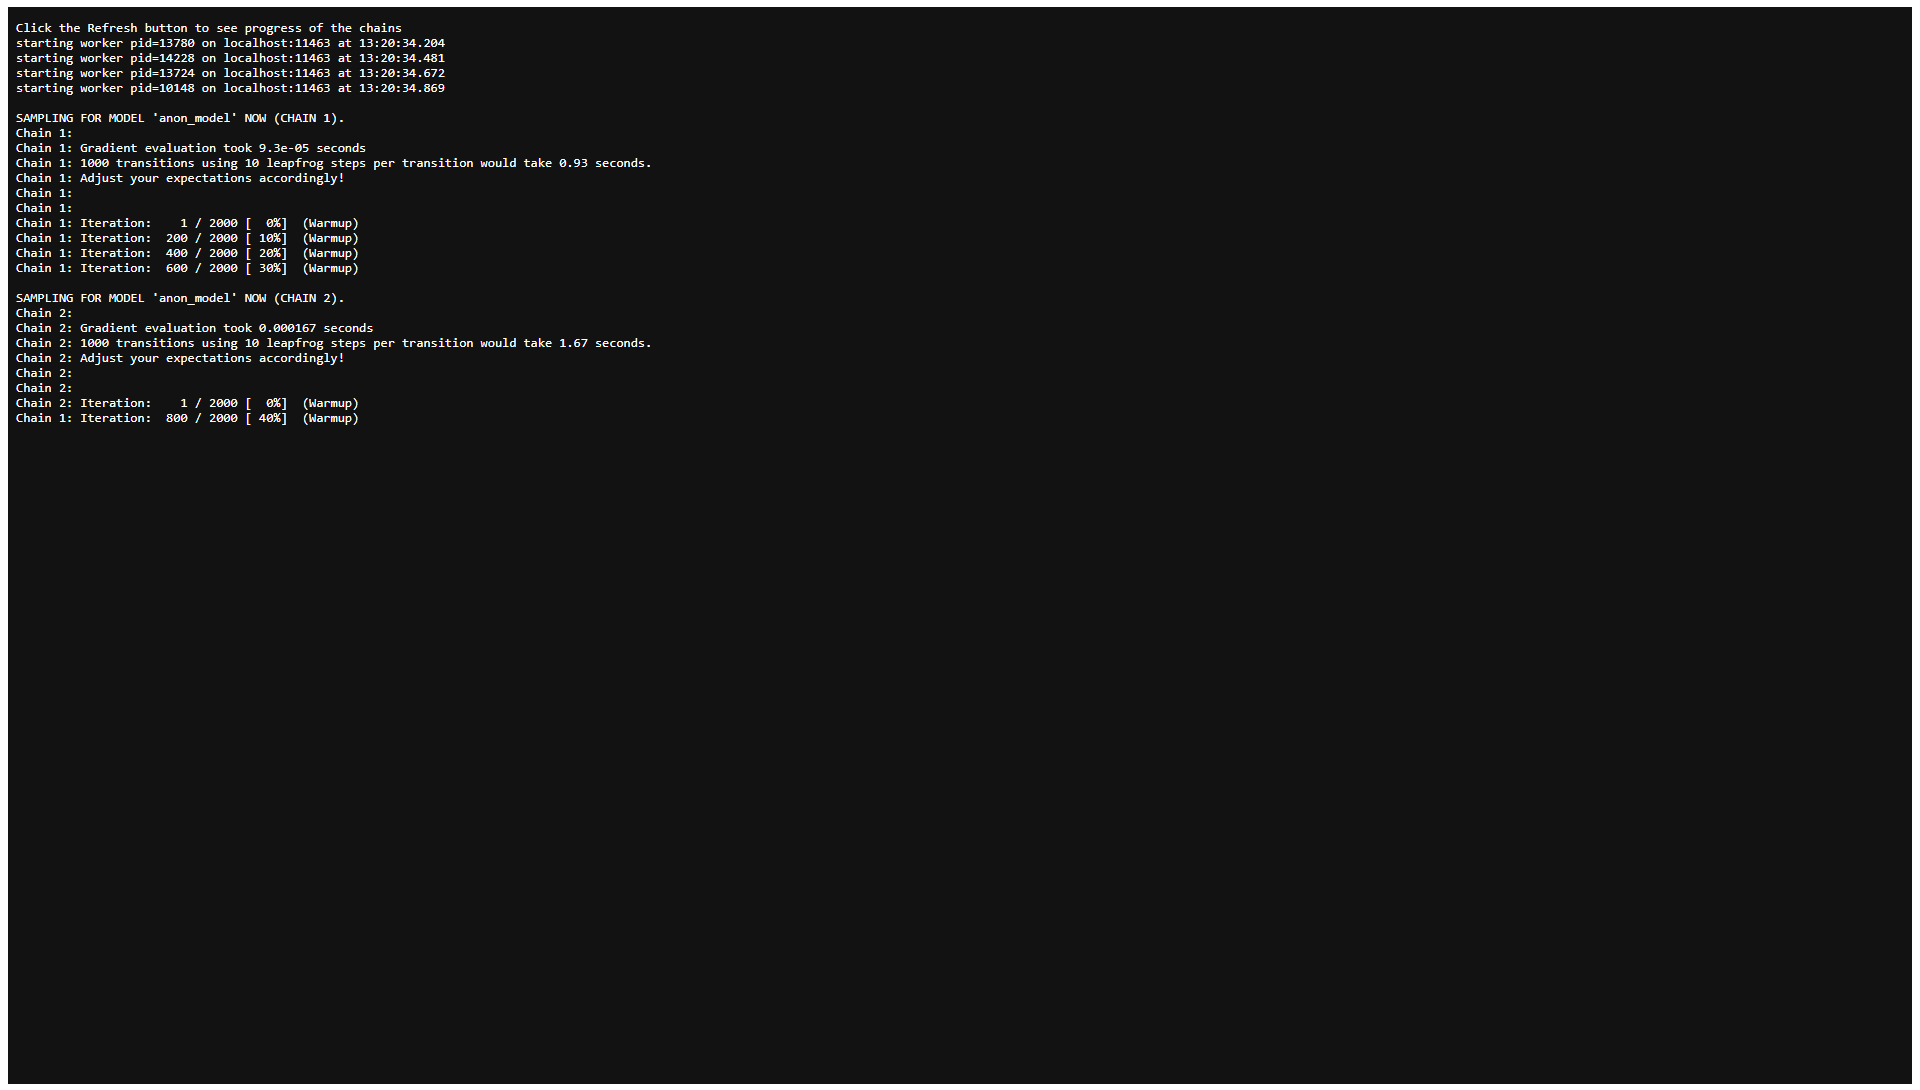 Click the Refresh button to see progress of the chains
starting worker pid=13780 on localhost:11463 at 13:20:34.204
starting worker pid=14228 on localhost:11463 at 13:20:34.481
starting worker pid=13724 on localhost:11463 at 13:20:34.672
starting worker pid=10148 on localhost:11463 at 13:20:34.869

SAMPLING FOR MODEL 'anon_model' NOW (CHAIN 1).
Chain 1:
Chain 1: Gradient evaluation took 9.3e-05 seconds
Chain 1: 1000 transitions using 10 leapfrog steps per transition would take 0.93 seconds.
Chain 1: Adjust your expectations accordingly!
Chain 1:
Chain 1:
Chain 1: Iteration:    1 / 2000 [  0%]  (Warmup)
Chain 1: Iteration:  200 / 2000 [ 10%]  (Warmup)
Chain 1: Iteration:  400 / 2000 [ 20%]  (Warmup)
Chain 1: Iteration:  600 / 2000 [ 30%]  (Warmup)

SAMPLING FOR MODEL 'anon_model' NOW (CHAIN 2).
Chain 2:
Chain 2: Gradient evaluation took 0.000167 seconds
Chain 2: 1000 transitions using 10 leapfrog steps per transition would take 1.67 seconds.
Chain 2: Adjust your expectations accordingly!
Chain 2:
Chain 2:
Chain 2: Iteration:    1 / 2000 [  0%]  (Warmup)
Chain 1: Iteration:  800 / 2000 [ 40%]  (Warmup)